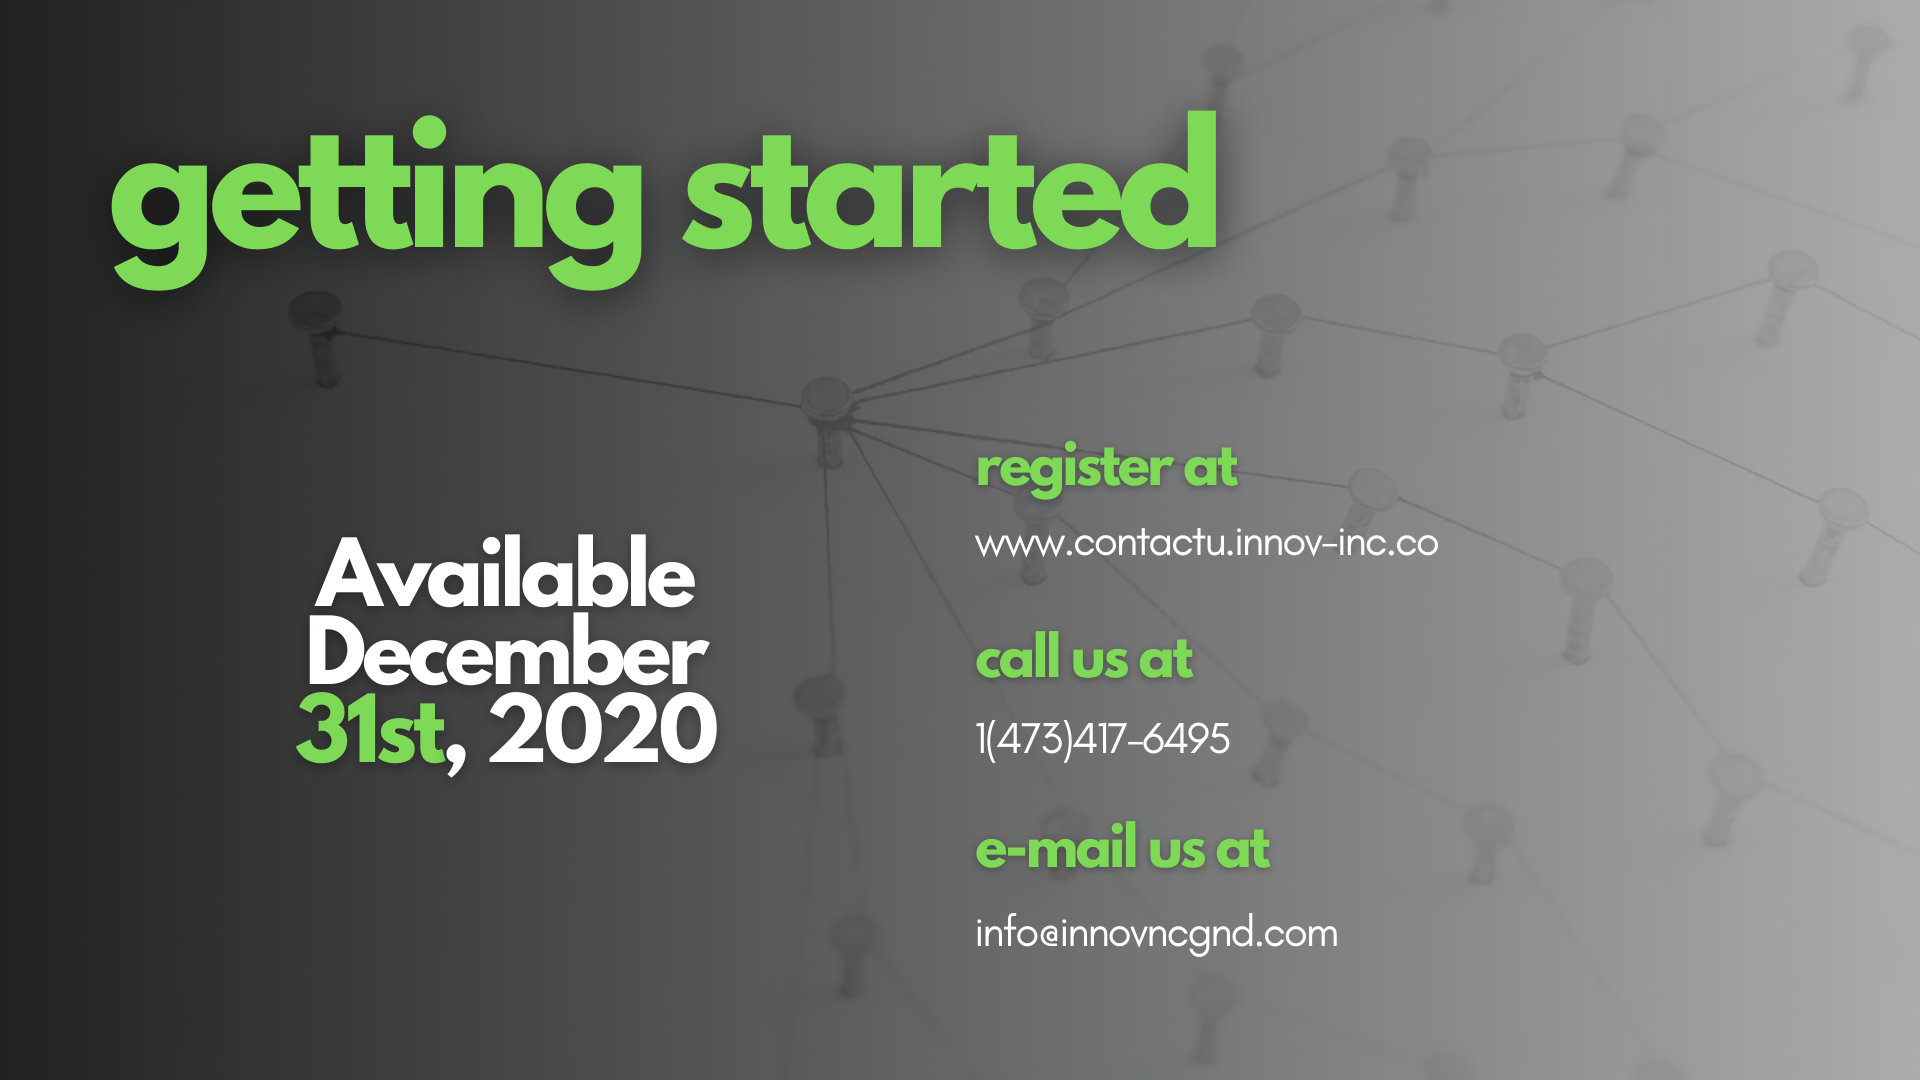 getting started
Available
December
31st, 2020
register at
www.contactu.innov-inc.co
call us at
1(473)417-6495
e-mail us at
info@innovncgnd.com